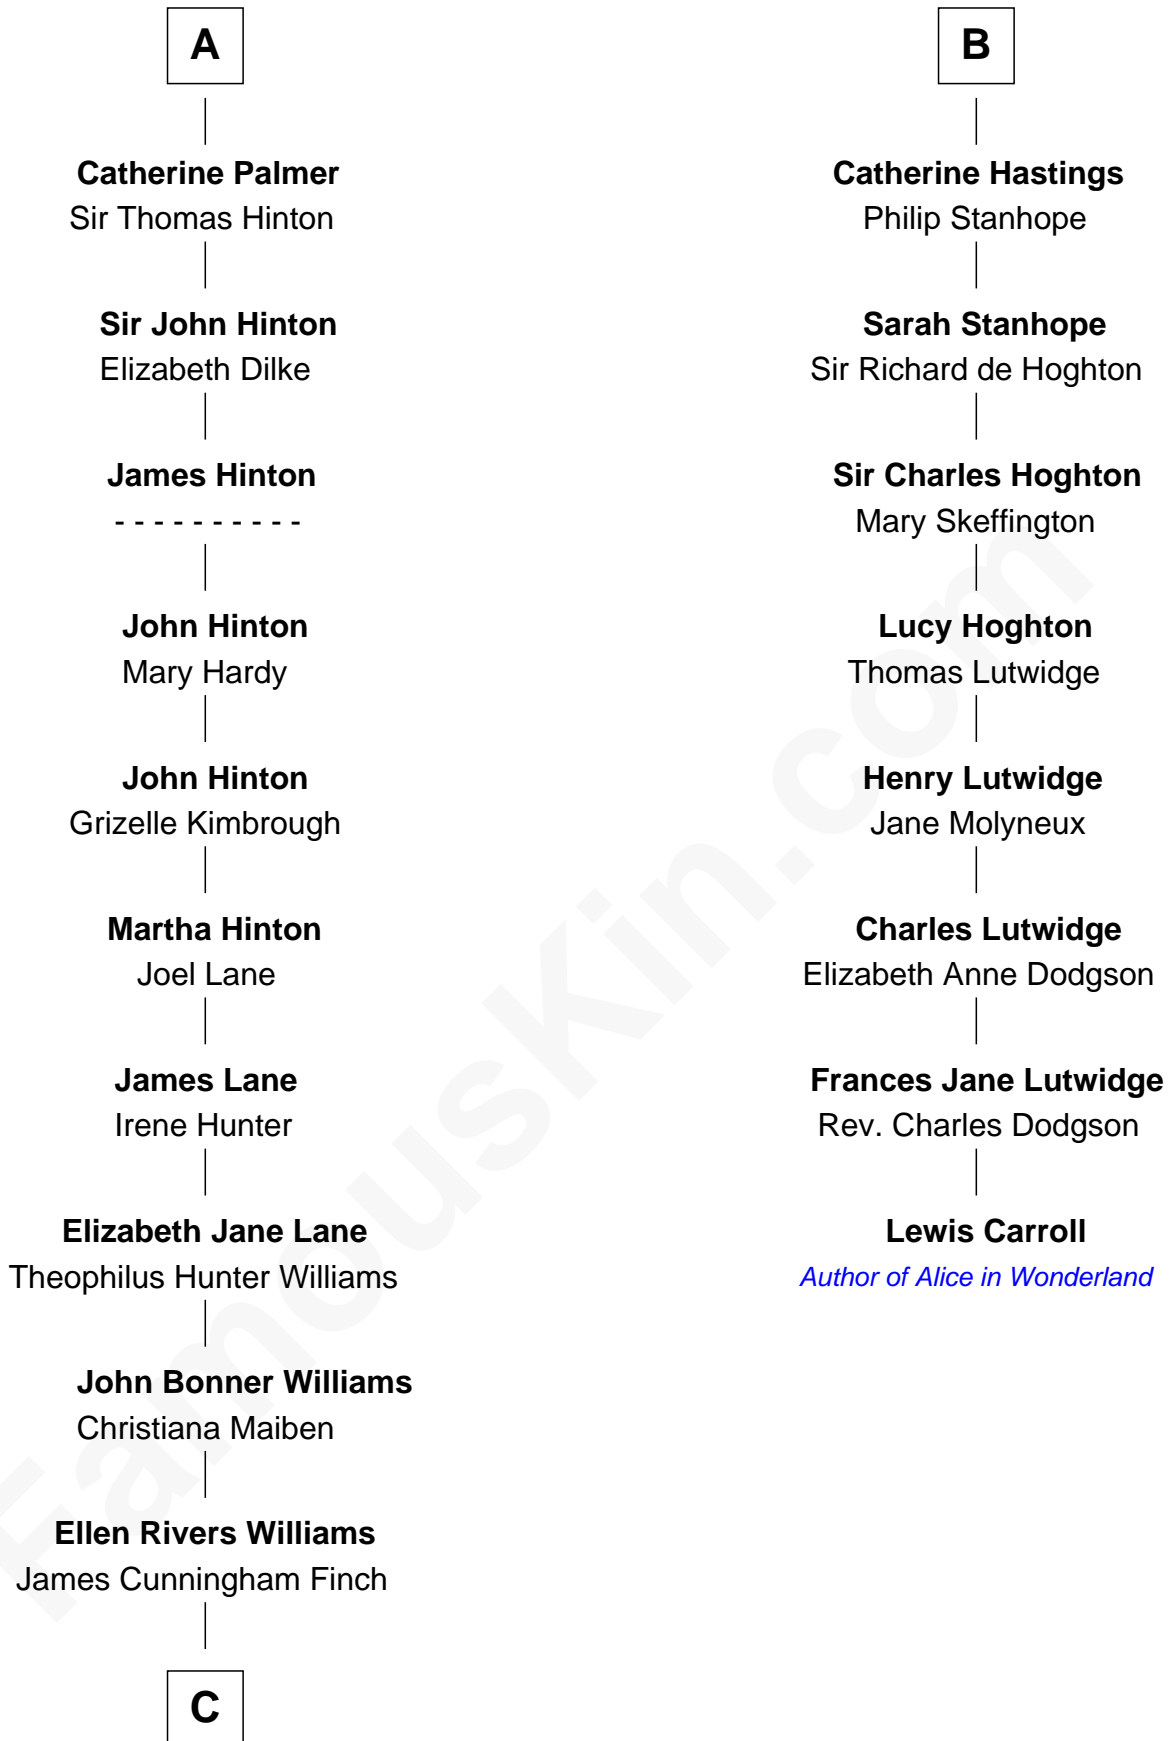 A
Catherine Palmer
Sir Thomas Hinton
Sir John Hinton
Elizabeth Dilke
James Hinton
- - - - - - - - - -
John Hinton
Mary Hardy
John Hinton
Grizelle Kimbrough
Martha Hinton
Joel Lane
James Lane
Irene Hunter
Elizabeth Jane Lane
Theophilus Hunter Williams
John Bonner Williams
Christiana Maiben
Ellen Rivers Williams
James Cunningham Finch
C
B
Catherine Hastings
Philip Stanhope
Sarah Stanhope
Sir Richard de Hoghton
Sir Charles Hoghton
Mary Skeffington
Lucy Hoghton
Thomas Lutwidge
Henry Lutwidge
Jane Molyneux
Charles Lutwidge
Elizabeth Anne Dodgson
Frances Jane Lutwidge
Rev. Charles Dodgson
Lewis Carroll
Author of Alice in Wonderland
FamousKin.com